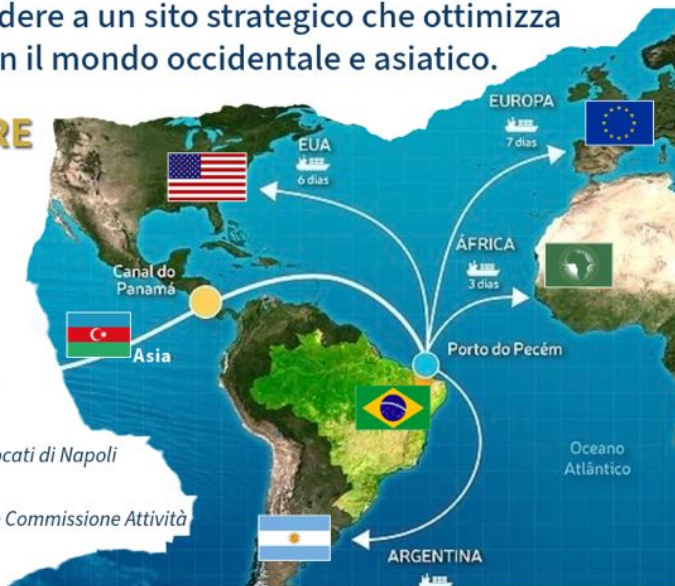 dere a un sito strategico che ottimizza
n il mondo occidentale e asiatico.
RE
EUROPA
7 dias
EUA
6 dias
ÁFRICA
3 dias
Canal do
Panamá
Asia
Porto do Pecém
ocati di Napoli
Oceano
Atlântico
Commissione Attività
ARGENTINA